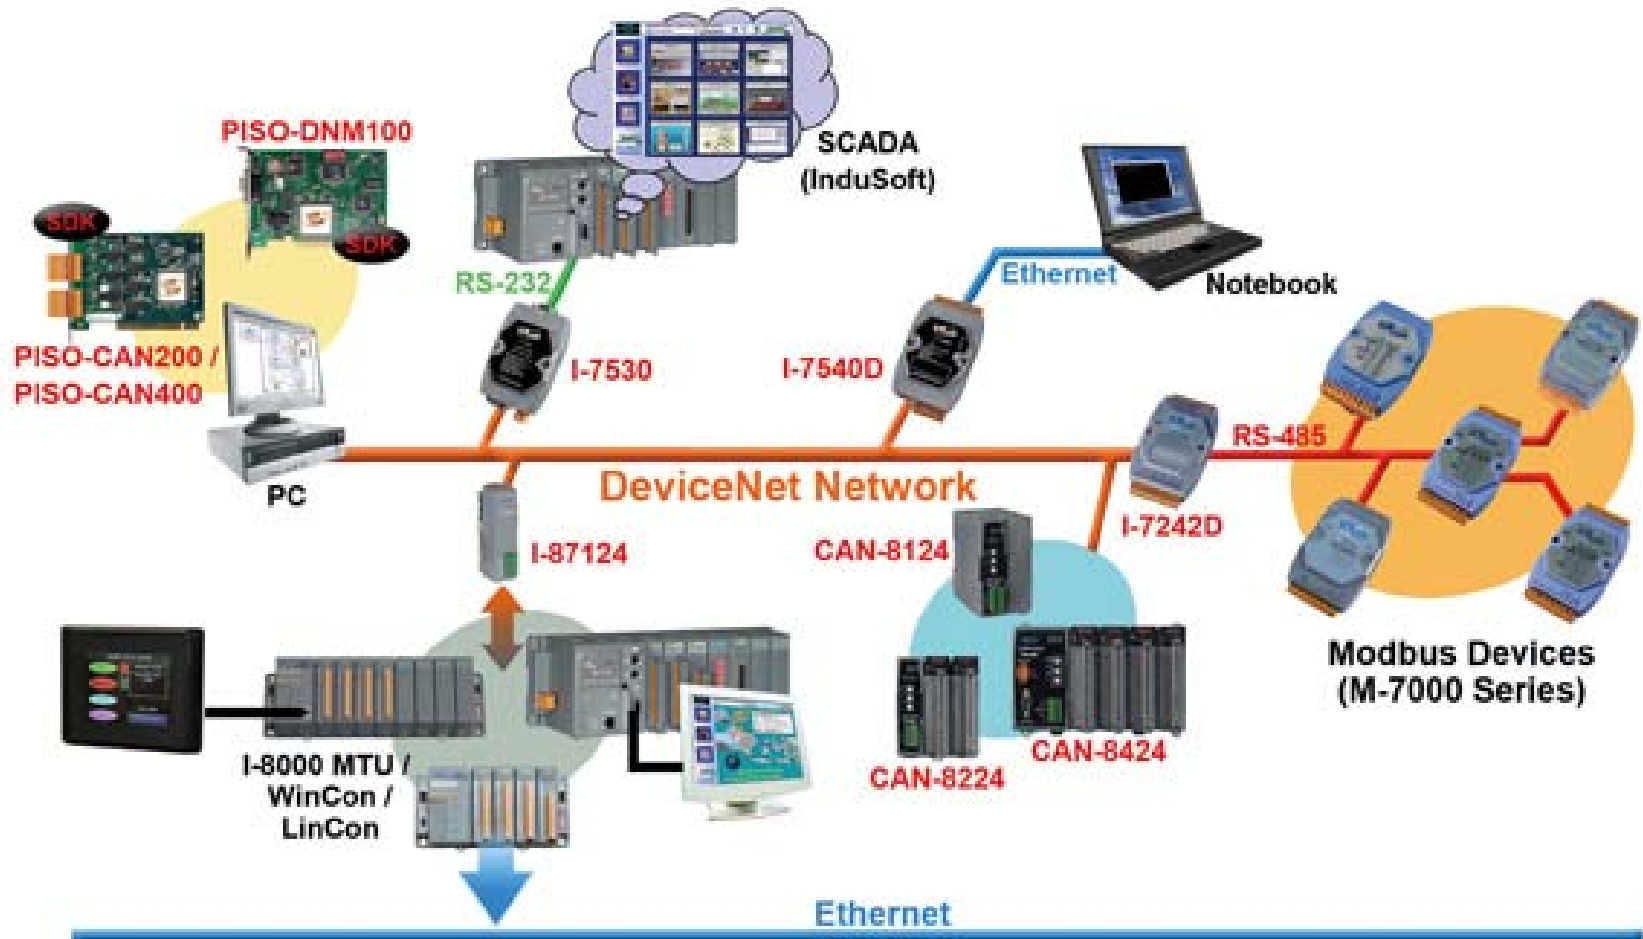 PISO-DNM100
SDK
SDK
PISO-CAN200 /
PISO-CAN400
PC
SCADA
(InduSoft)
RS-232
I-7530
Ethernet
Notebook
I-7540D
RS-485
DeviceNet Network
I-7242D
I-87124
CAN-8124
CAN-8224
CAN-8424
Modbus Devices
(M-7000 Series)
I-8000 MTU /
WinCon /
LinCon
Ethernet